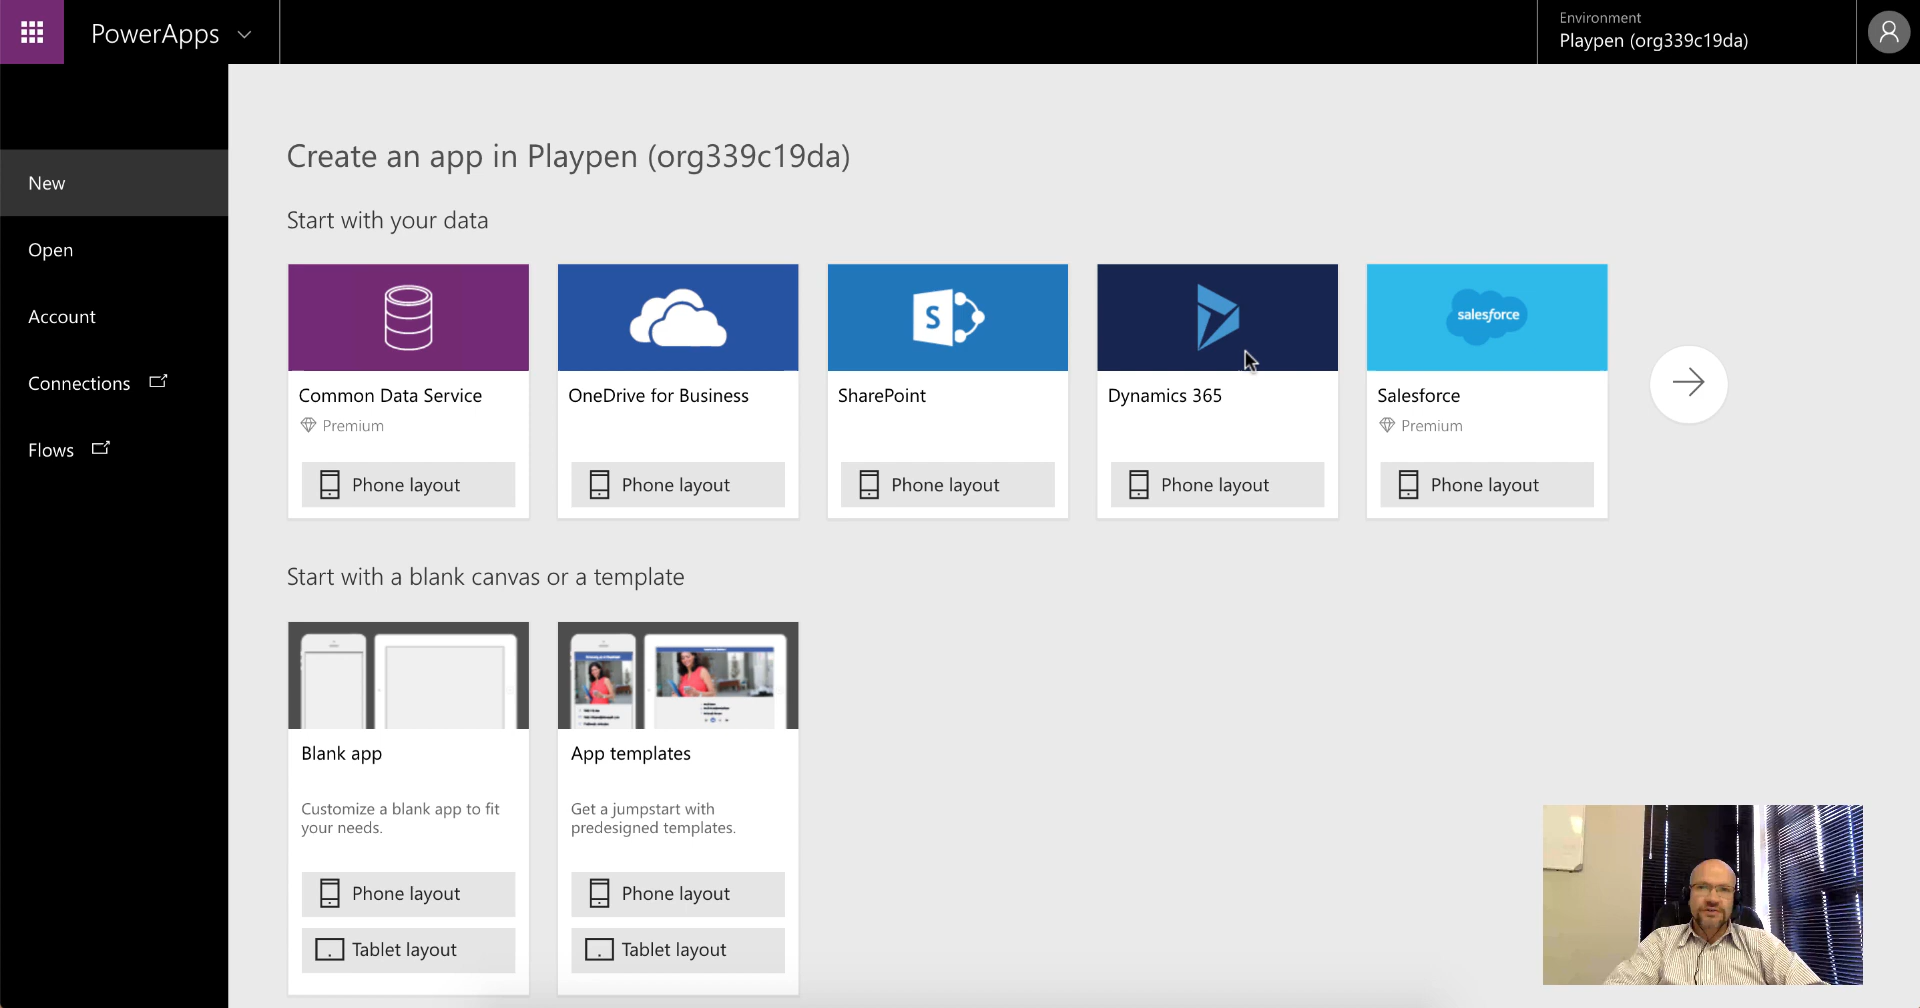 PowerApps
Environment
Playpen (org339c19da)
New
Open
Account
Connections
Flows
Create an app in Playpen (org339c19da)
Start with your data
S
salesforce
Common Data Service
Premium
Phone layout
OneDrive for Business
Phone layout
SharePoint
Phone layout
Dynamics 365
Phone layout
Salesforce
Premium
Phone layout
Start with a blank canvas or a template
Blank app
Customize a blank app to fit
your needs.
Phone layout
Tablet layout
App templates
Get a jumpstart with
predesigned templates.
Phone layout
Tablet layout